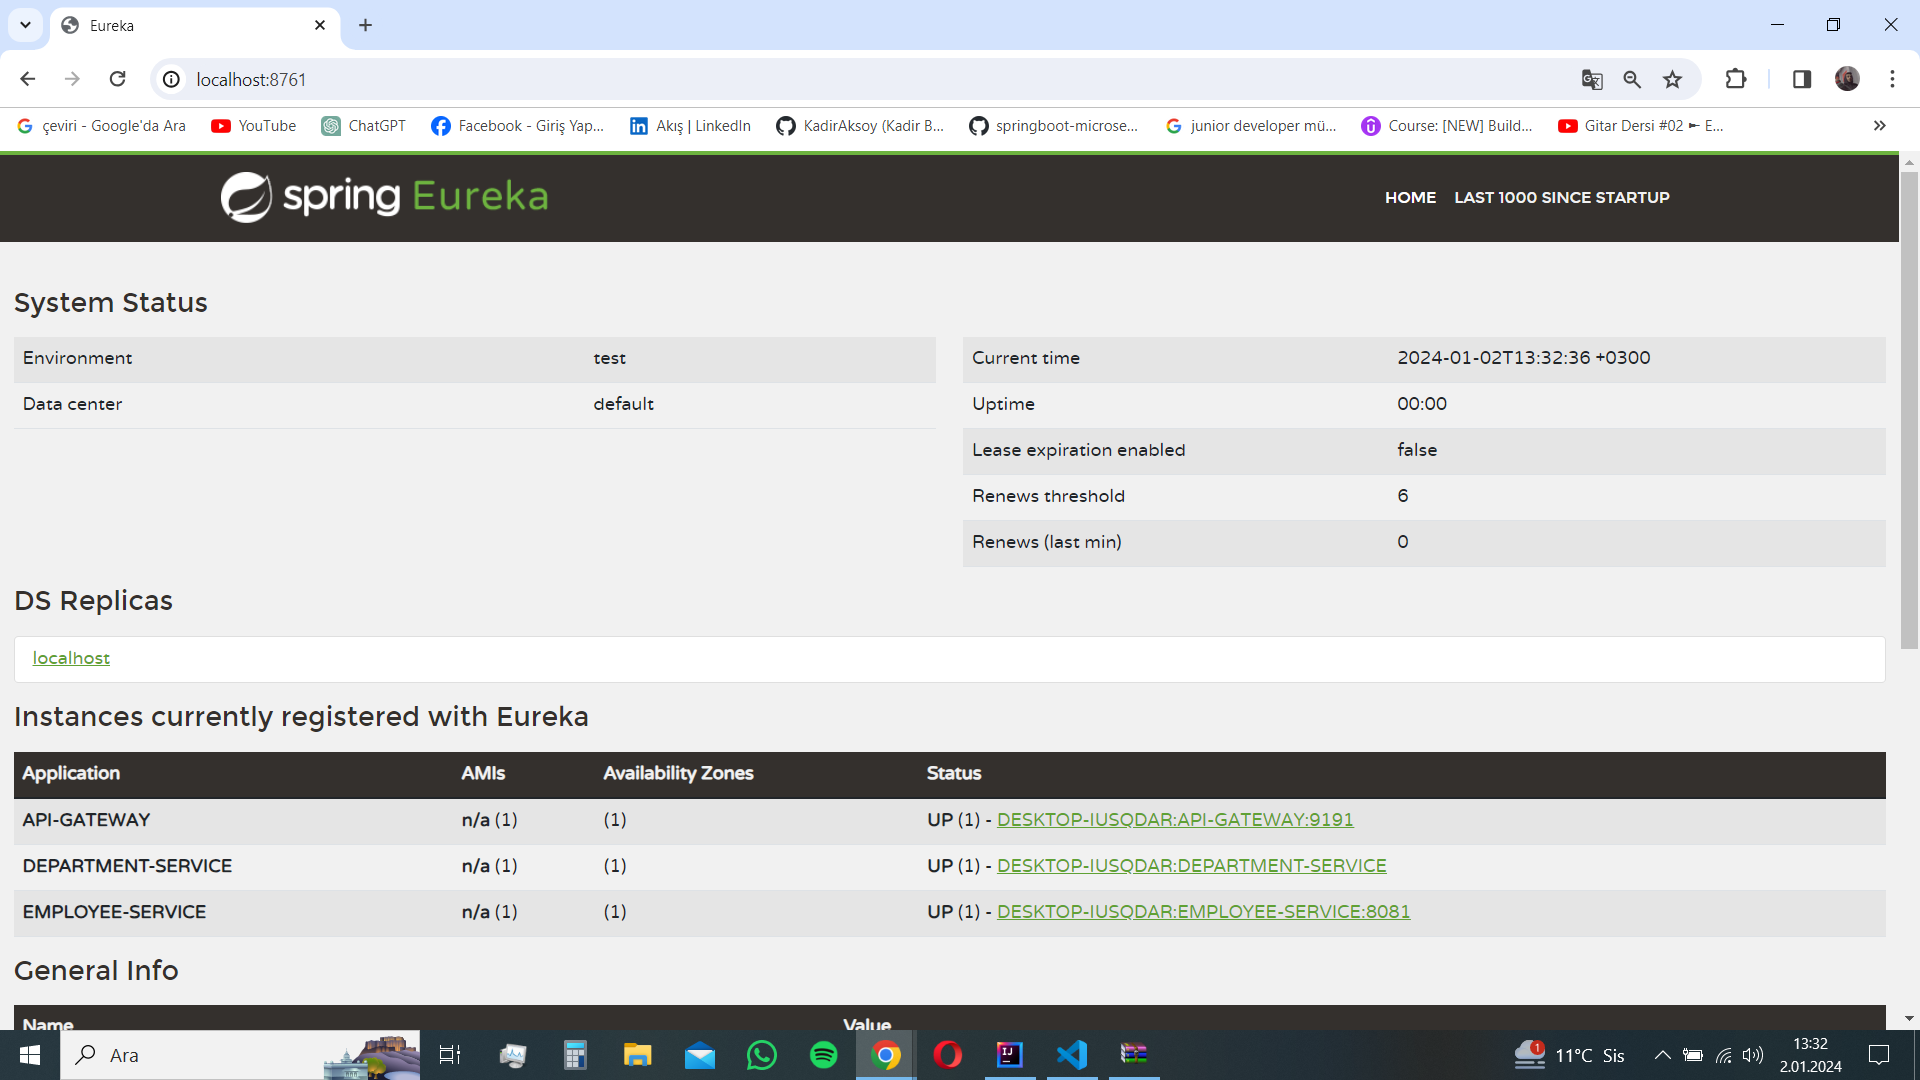 Eureka
localhost:8761
çeviri - Google'da Ara
YouTube
ChatGPT
Facebook - Giriş Yap...
Akış | LinkedIn
KadirAksoy (Kadir B...
springboot-microse...
junior developer mü...
Course: [NEW] Build...
Gitar Dersi #02 ► E...
spring Eureka
HOME
LAST 1000 SINCE STARTUP
System Status
Environment test
Data center default
Current time 2024-01-02T13:32:36 +0300
Uptime 00:00
Lease expiration enabled false
Renews threshold 6
Renews (last min) 0
DS Replicas
localhost
Instances currently registered with Eureka
Application AMIs Availability Zones Status
API-GATEWAY n/a (1) (1) UP (1) - DESKTOP-IUSQDAR:API-GATEWAY:9191
DEPARTMENT-SERVICE n/a (1) (1) UP (1) - DESKTOP-IUSQDAR:DEPARTMENT-SERVICE
EMPLOYEE-SERVICE n/a (1) (1) UP (1) - DESKTOP-IUSQDAR:EMPLOYEE-SERVICE:8081
General Info
Name Value
Ara
1
11°C Sis
13:32
2.01.2024